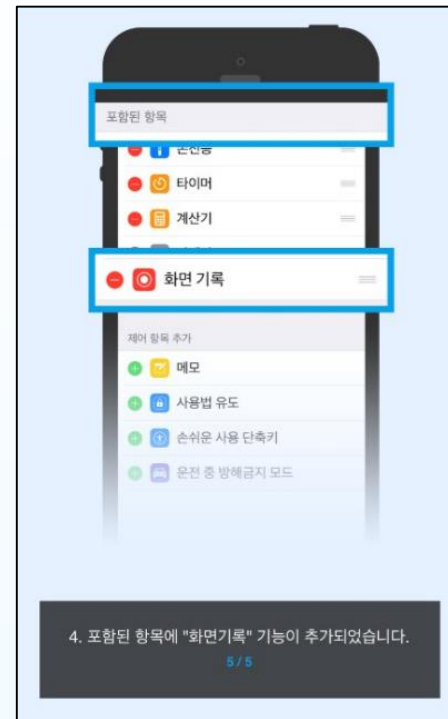 포함된 항목
손전등
타이머
계산기
화면 기록
제어 항목 추가
메모
사용법 유도
손쉬운 사용 단축키
운전 중 방해금지 모드
4. 포함된 항목에 "화면기록" 기능이 추가되었습니다.
5/5